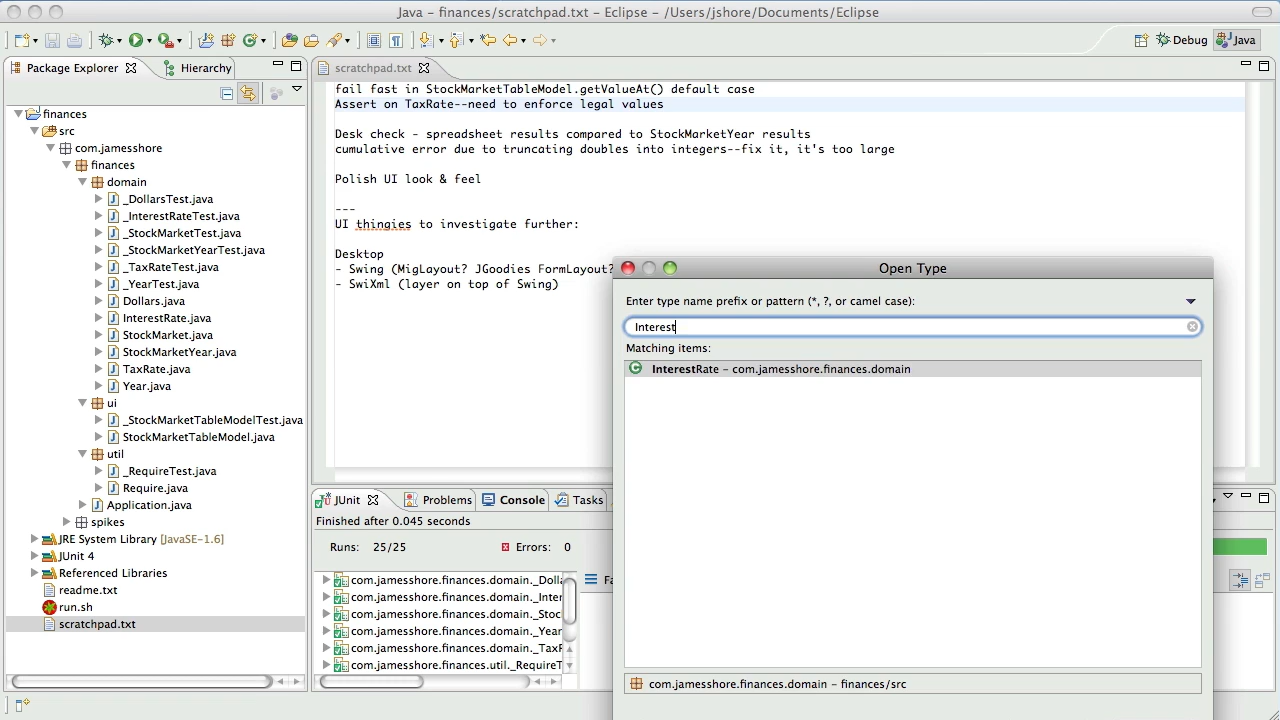 Java – finances/scratchpad.txt – Eclipse – /Users/jshore/Documents/Eclipse
Debug
Java
Package Explorer
Hierarchy
finances
src
com.jamesshore
finances
domain
_DollarsTest.java
_InterestRateTest.java
_StockMarketTest.java
_StockMarketYearTest.java
_TaxRateTest.java
_YearTest.java
Dollars.java
InterestRate.java
StockMarket.java
StockMarketYear.java
TaxRate.java
Year.java
ui
_StockMarketTableModelTest.java
StockMarketTableModel.java
util
_RequireTest.java
Require.java
Application.java
spikes
JRE System Library [JavaSE-1.6]
JUnit 4
Referenced Libraries
readme.txt
run.sh
scratchpad.txt
scratchpad.txt
fail fast in StockMarketTableModel.getValueAt() default case
Assert on TaxRate--need to enforce legal values
Desk check - spreadsheet results compared to StockMarketYear results
cumulative error due to truncating doubles into integers--fix it, it's too large
Polish UI look & feel
---
UI thingies to investigate further:
Desktop
- Swing (MigLayout? JGoodies FormLayout?
- SwiXml (layer on top of Swing)
JUnit
Problems
Console
Tasks
Finished after 0.045 seconds
Runs: 25/25
Errors: 0
com.jamesshore.finances.domain._Dolla
com.jamesshore.finances.domain._Inter
com.jamesshore.finances.domain._Stoc
com.jamesshore.finances.domain._Year
com.jamesshore.finances.domain._TaxR
com.jamesshore.finances.util._RequireT
Fa
Open Type
Enter type name prefix or pattern (*, ?, or camel case):
Interest
Matching items:
InterestRate – com.jamesshore.finances.domain
com.jamesshore.finances.domain – finances/src